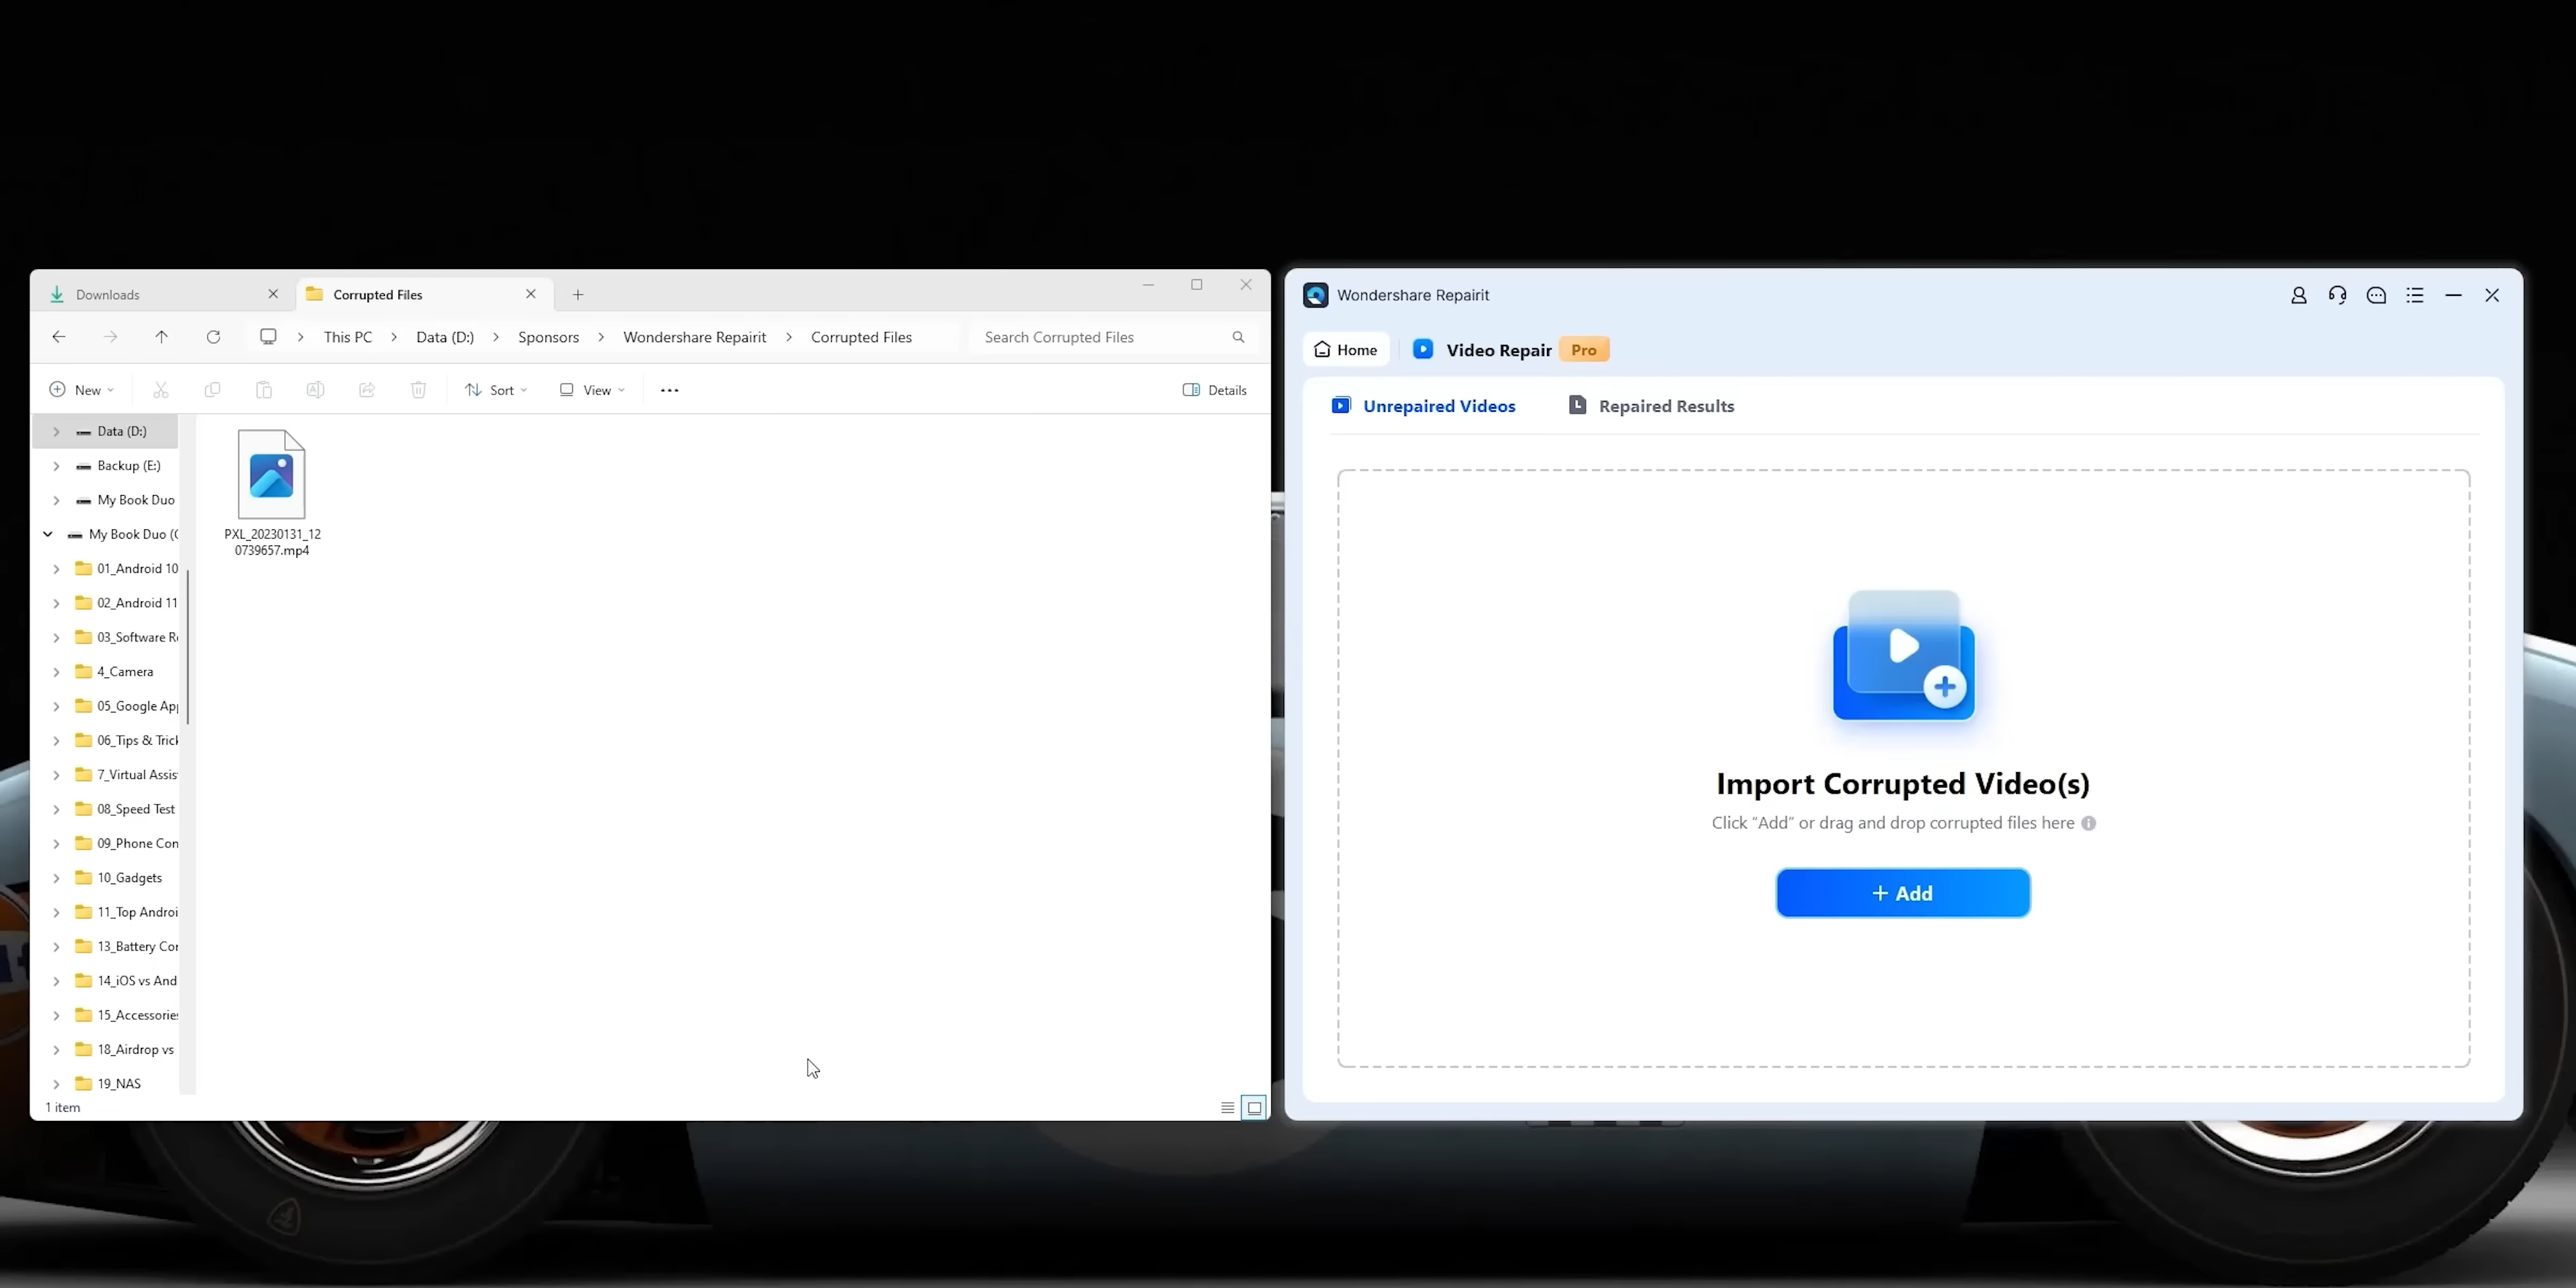 Downloads
Corrupted Files
This PC
Data (D:)
Sponsors
Wondershare Repairit
Corrupted Files
Search Corrupted Files
New
Sort
View
Details
Data (D:)
Backup (E:)
My Book Duo
My Book Duo (
01_Android 10
02_Android 11
03_Software R
4_Camera
05_Google Ap
06_Tips & Trick
7_Virtual Assis
08_Speed Test
09_Phone Con
10_Gadgets
11_Top Androi
13_Battery Cor
14_iOS vs And
15_Accessories
18_Airdrop vs
19_NAS
PXL_20230131_12
0739657.mp4
1 item
Wondershare Repairit
Home
Video Repair Pro
Unrepaired Videos
Repaired Results
Import Corrupted Video(s)
Click “Add” or drag and drop corrupted files here
+ Add